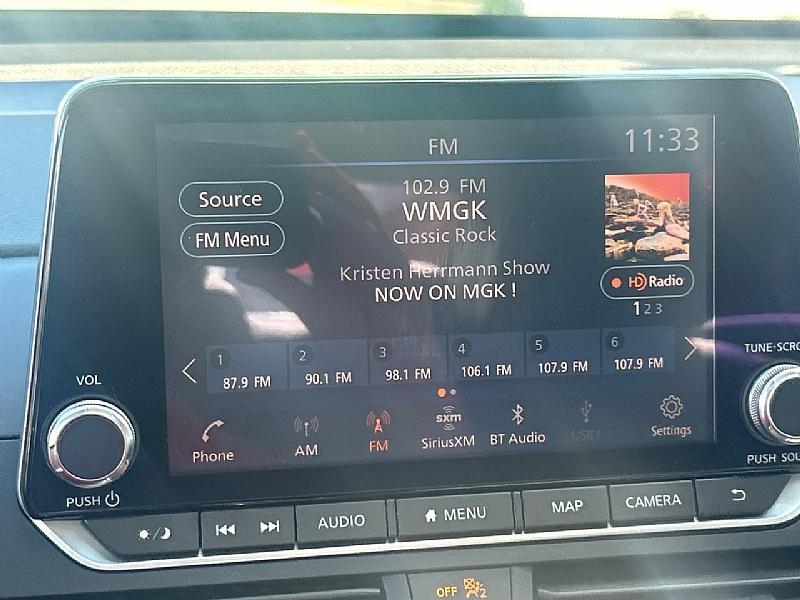 FM
11:33
Source
FM Menu
102.9 FM
WMGK
Classic Rock
Kristen Herrmann Show
NOW ON MGK !
HD Radio
1 2 3
1 87.9 FM
2 90.1 FM
3 98.1 FM
4 106.1 FM
5 107.9 FM
6 107.9 FM
Phone
AM
FM
sxm
SiriusXM
BT Audio
Settings
VOL
PUSH
TUNE·SCRO
PUSH SOU
AUDIO
MENU
MAP
CAMERA
OFF
2